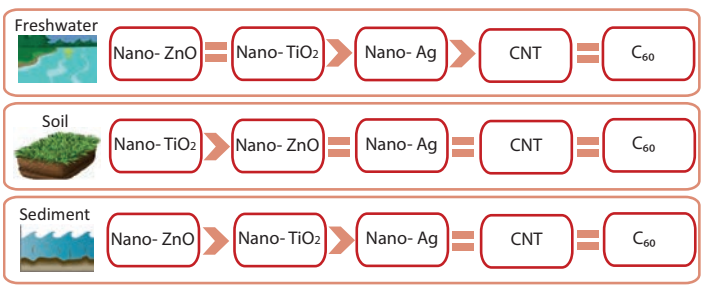 Freshwater
Nano- ZnO = Nano- TiO₂ > Nano- Ag > CNT = C₆₀
Soil
Nano- TiO₂ > Nano- ZnO = Nano- Ag = CNT = C₆₀
Sediment
Nano- ZnO > Nano- TiO₂ > Nano- Ag = CNT = C₆₀